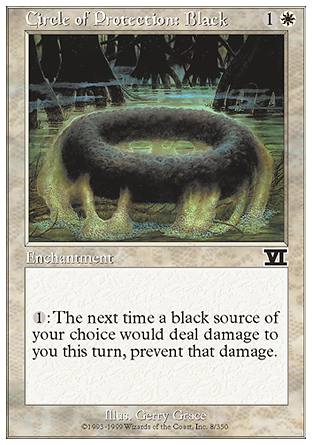 Circle of Protection: Black 1
Enchantment VI
1: The next time a black source of
your choice would deal damage to
you this turn, prevent that damage.
Illus. Gerry Grace
©1993-1999 Wizards of the Coast, Inc. 8/350